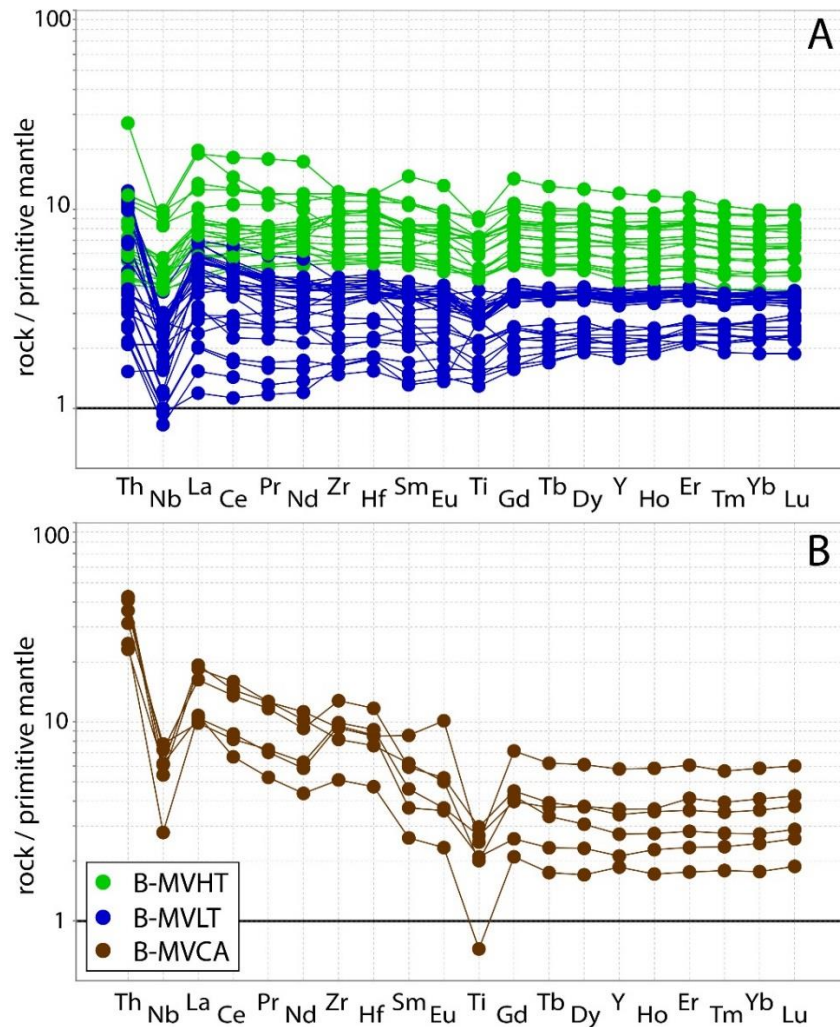 100
A
rock / primitive mantle
10
1
Th Nb La Ce Pr Nd Zr Hf Sm Eu Ti Gd Tb Dy Y Ho Er Tm Yb Lu
100
B
rock / primitive mantle
10
1
B-MVHT
B-MVLT
B-MVCA
Th Nb La Ce Pr Nd Zr Hf Sm Eu Ti Gd Tb Dy Y Ho Er Tm Yb Lu